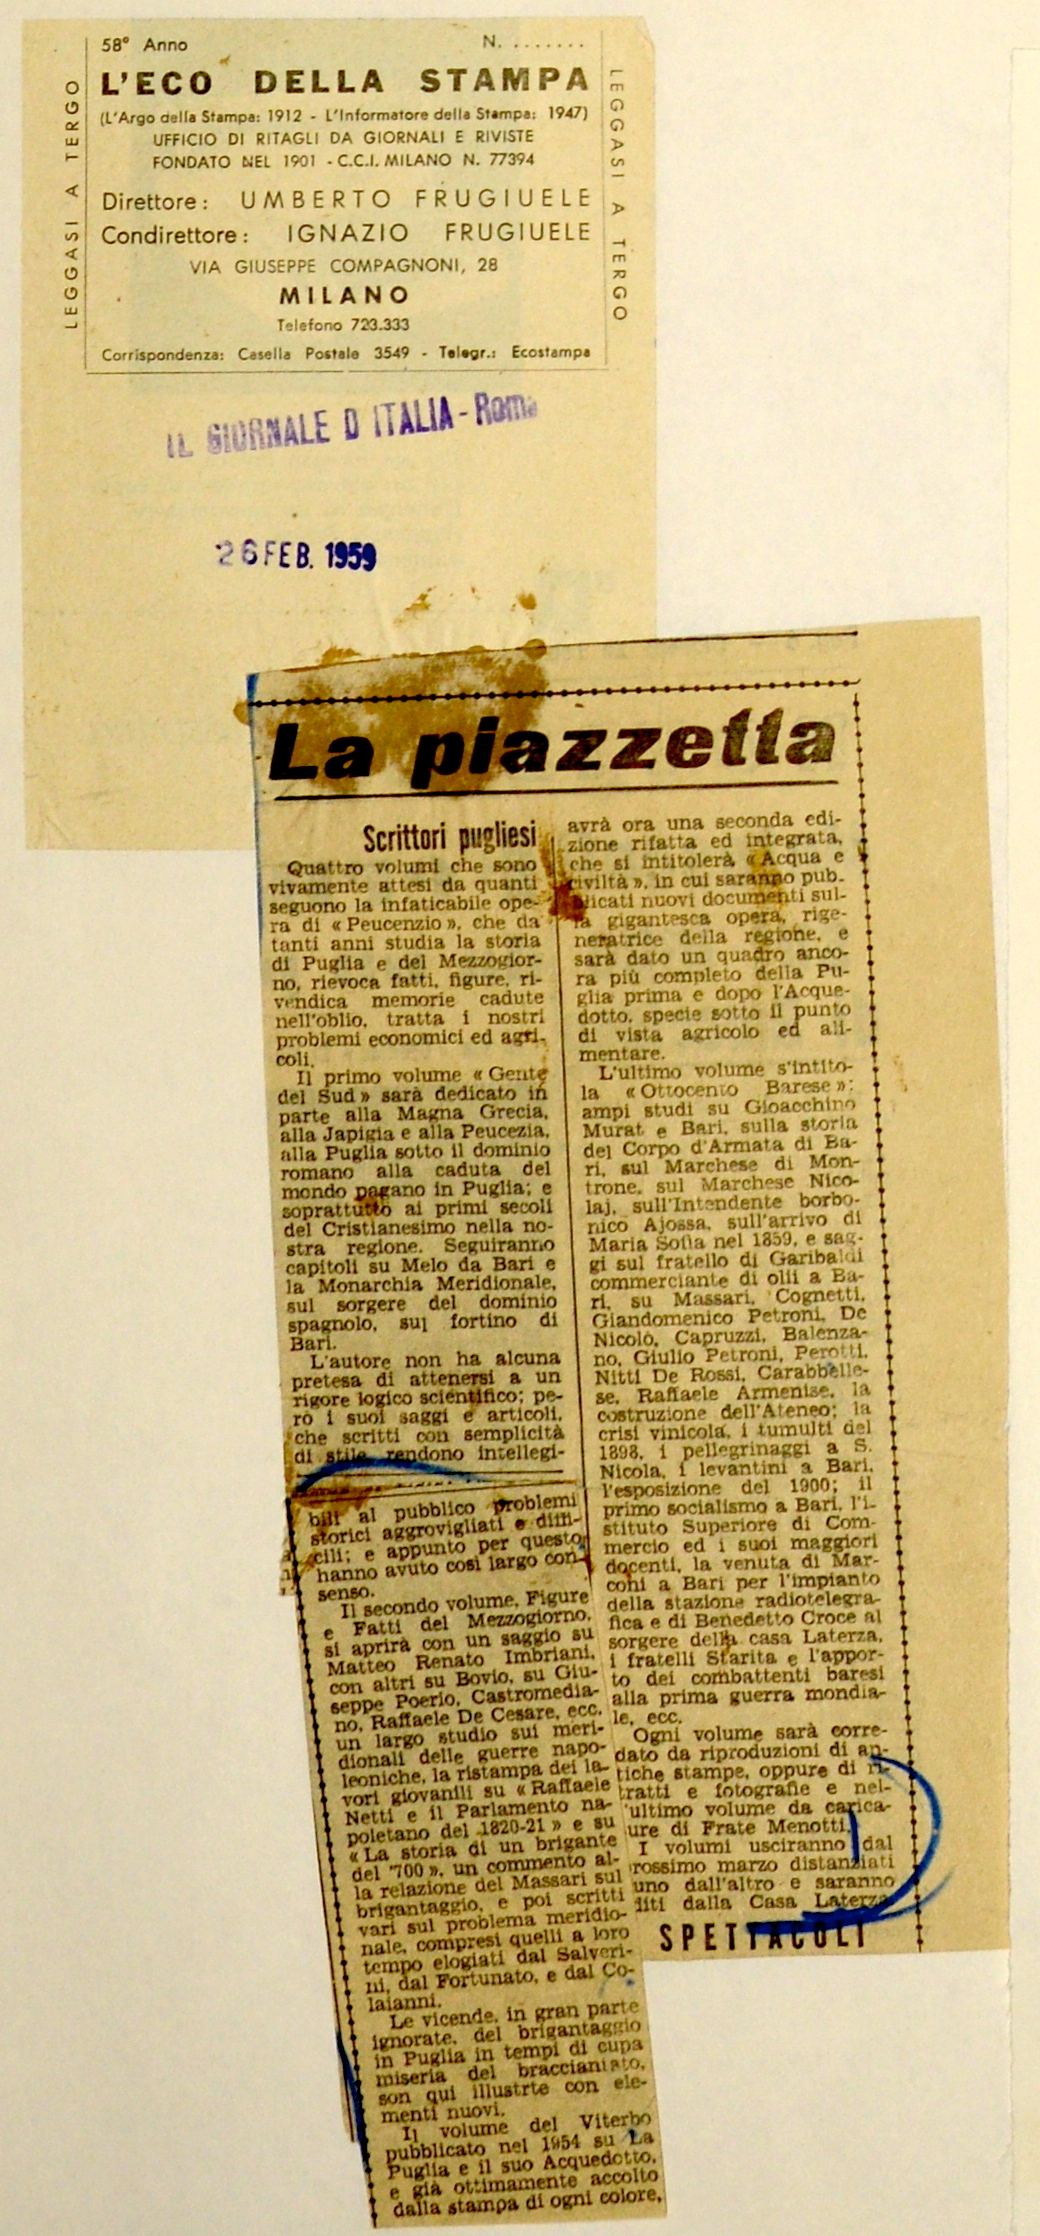 58° Anno N. ........
L'ECO DELLA STAMPA
(L'Argo della Stampa: 1912 - L'Informatore della Stampa: 1947)
UFFICIO DI RITAGLI DA GIORNALI E RIVISTE
FONDATO NEL 1901 - C.C.I. MILANO N. 77394
Direttore: UMBERTO FRUGIUELE
Condirettore: IGNAZIO FRUGIUELE
VIA GIUSEPPE COMPAGNONI, 28
MILANO
Telefono 723.333
Corrispondenza: Casella Postale 3549 - Telegr.: Ecostampa
LEGGASI A TERGO
LEGGASI A TERGO
IL GIORNALE D ITALIA - Roma
26 FEB. 1959
La piazzetta
Scrittori pugliesi
Quattro volumi che sono
vivamente attesi da quanti
seguono la infaticabile ope-
ra di «Peucenzio», che da
tanti anni studia la storia
di Puglia e del Mezzogior-
no, rievoca fatti, figure, ri-
vendica memorie cadute
nell'oblio, tratta i nostri
problemi economici ed agri-
coli.
Il primo volume «Gente
del Sud» sarà dedicato in
parte alla Magna Grecia,
alla Japigia e alla Peucezia,
alla Puglia sotto il dominio
romano alla caduta del
mondo pagano in Puglia; e
soprattutto ai primi secoli
del Cristianesimo nella no-
stra regione. Seguiranno
capitoli su Melo da Bari e
la Monarchia Meridionale,
sul sorgere del dominio
spagnolo, sul fortino di
Bari.
L'autore non ha alcuna
pretesa di attenersi a un
rigore logico scientifico; pe-
rò i suoi saggi e articoli,
che scritti con semplicità
di stile rendono intellegi-
bili al pubblico problemi
storici aggrovigliati e diffi-
cili; e appunto per questo
hanno avuto così largo con-
senso.
Il secondo volume, Figure
e Fatti del Mezzogiorno,
si aprirà con un saggio su
Matteo Renato Imbriani,
con altri su Bovio, su Giu-
seppe Poerio, Castromedia-
no, Raffaele De Cesare, ecc.
un largo studio sui meri-
dionali delle guerre napo-
leoniche, la ristampa dei la-
vori giovanili su «Raffaele
Netti e il Parlamento na-
poletano del 1820-21» e su
«La storia di un brigante
del '700», un commento al-
la relazione del Massari sul
brigantaggio, e poi scritti
vari sul problema meridio-
nale, compresi quelli a loro
tempo elogiati dal Salveri-
ni, dal Fortunato, e dal Co-
laianni.
Le vicende, in gran parte
ignorate, del brigantaggio
in Puglia in tempi di cupa
miseria del bracciantato,
son qui illustrte con ele-
menti nuovi.
Il volume del Viterbo
pubblicato nel 1954 su La
Puglia e il suo Acquedotto,
e già ottimamente accolto
dalla stampa di ogni colore,
avrà ora una seconda edi-
zione rifatta ed integrata,
che si intitolerà «Acqua e
civiltà», in cui saranno pub-
blicati nuovi documenti sul-
la gigantesca opera, rige-
neratrice della regione, e
sarà dato un quadro anco-
ra più completo della Pu-
glia prima e dopo l'Acque-
dotto, specie sotto il punto
di vista agricolo ed ali-
mentare.
L'ultimo volume s'intito-
la «Ottocento Barese»:
ampi studi su Gioacchino
Murat e Bari, sulla storia
del Corpo d'Armata di Ba-
ri, sul Marchese di Mon-
trone, sul Marchese Nico-
laj, sull'Intendente borbo-
nico Ajossa, sull'arrivo di
Maria Sofia nel 1859, e sag-
gi sul fratello di Garibaldi
commerciante di olii a Ba-
ri, su Massari, Cognetti,
Giandomenico Petroni, De
Nicolò, Capruzzi, Balenza-
no, Giulio Petroni, Perotti,
Nitti De Rossi, Carabbelle-
se, Raffaele Armenise, la
costruzione dell'Ateneo; la
crisi vinicola, i tumulti del
1898, i pellegrinaggi a S.
Nicola, i levantini a Bari,
l'esposizione del 1900; il
primo socialismo a Bari, l'i-
stituto Superiore di Com-
mercio ed i suoi maggiori
docenti, la venuta di Mar-
coni a Bari per l'impianto
della stazione radiotelegra-
fica e di Benedetto Croce al
sorgere della casa Laterza,
i fratelli Starita e l'appor-
to dei combattenti baresi
alla prima guerra mondia-
le, ecc.
Ogni volume sarà corre-
dato da riproduzioni di an-
tiche stampe, oppure di ri-
tratti e fotografie e nel-
'ultimo volume da carica-
ure di Frate Menotti.
I volumi usciranno dal
rossimo marzo distanziati
uno dall'altro e saranno
diti dalla Casa Laterza
SPETTACOLI